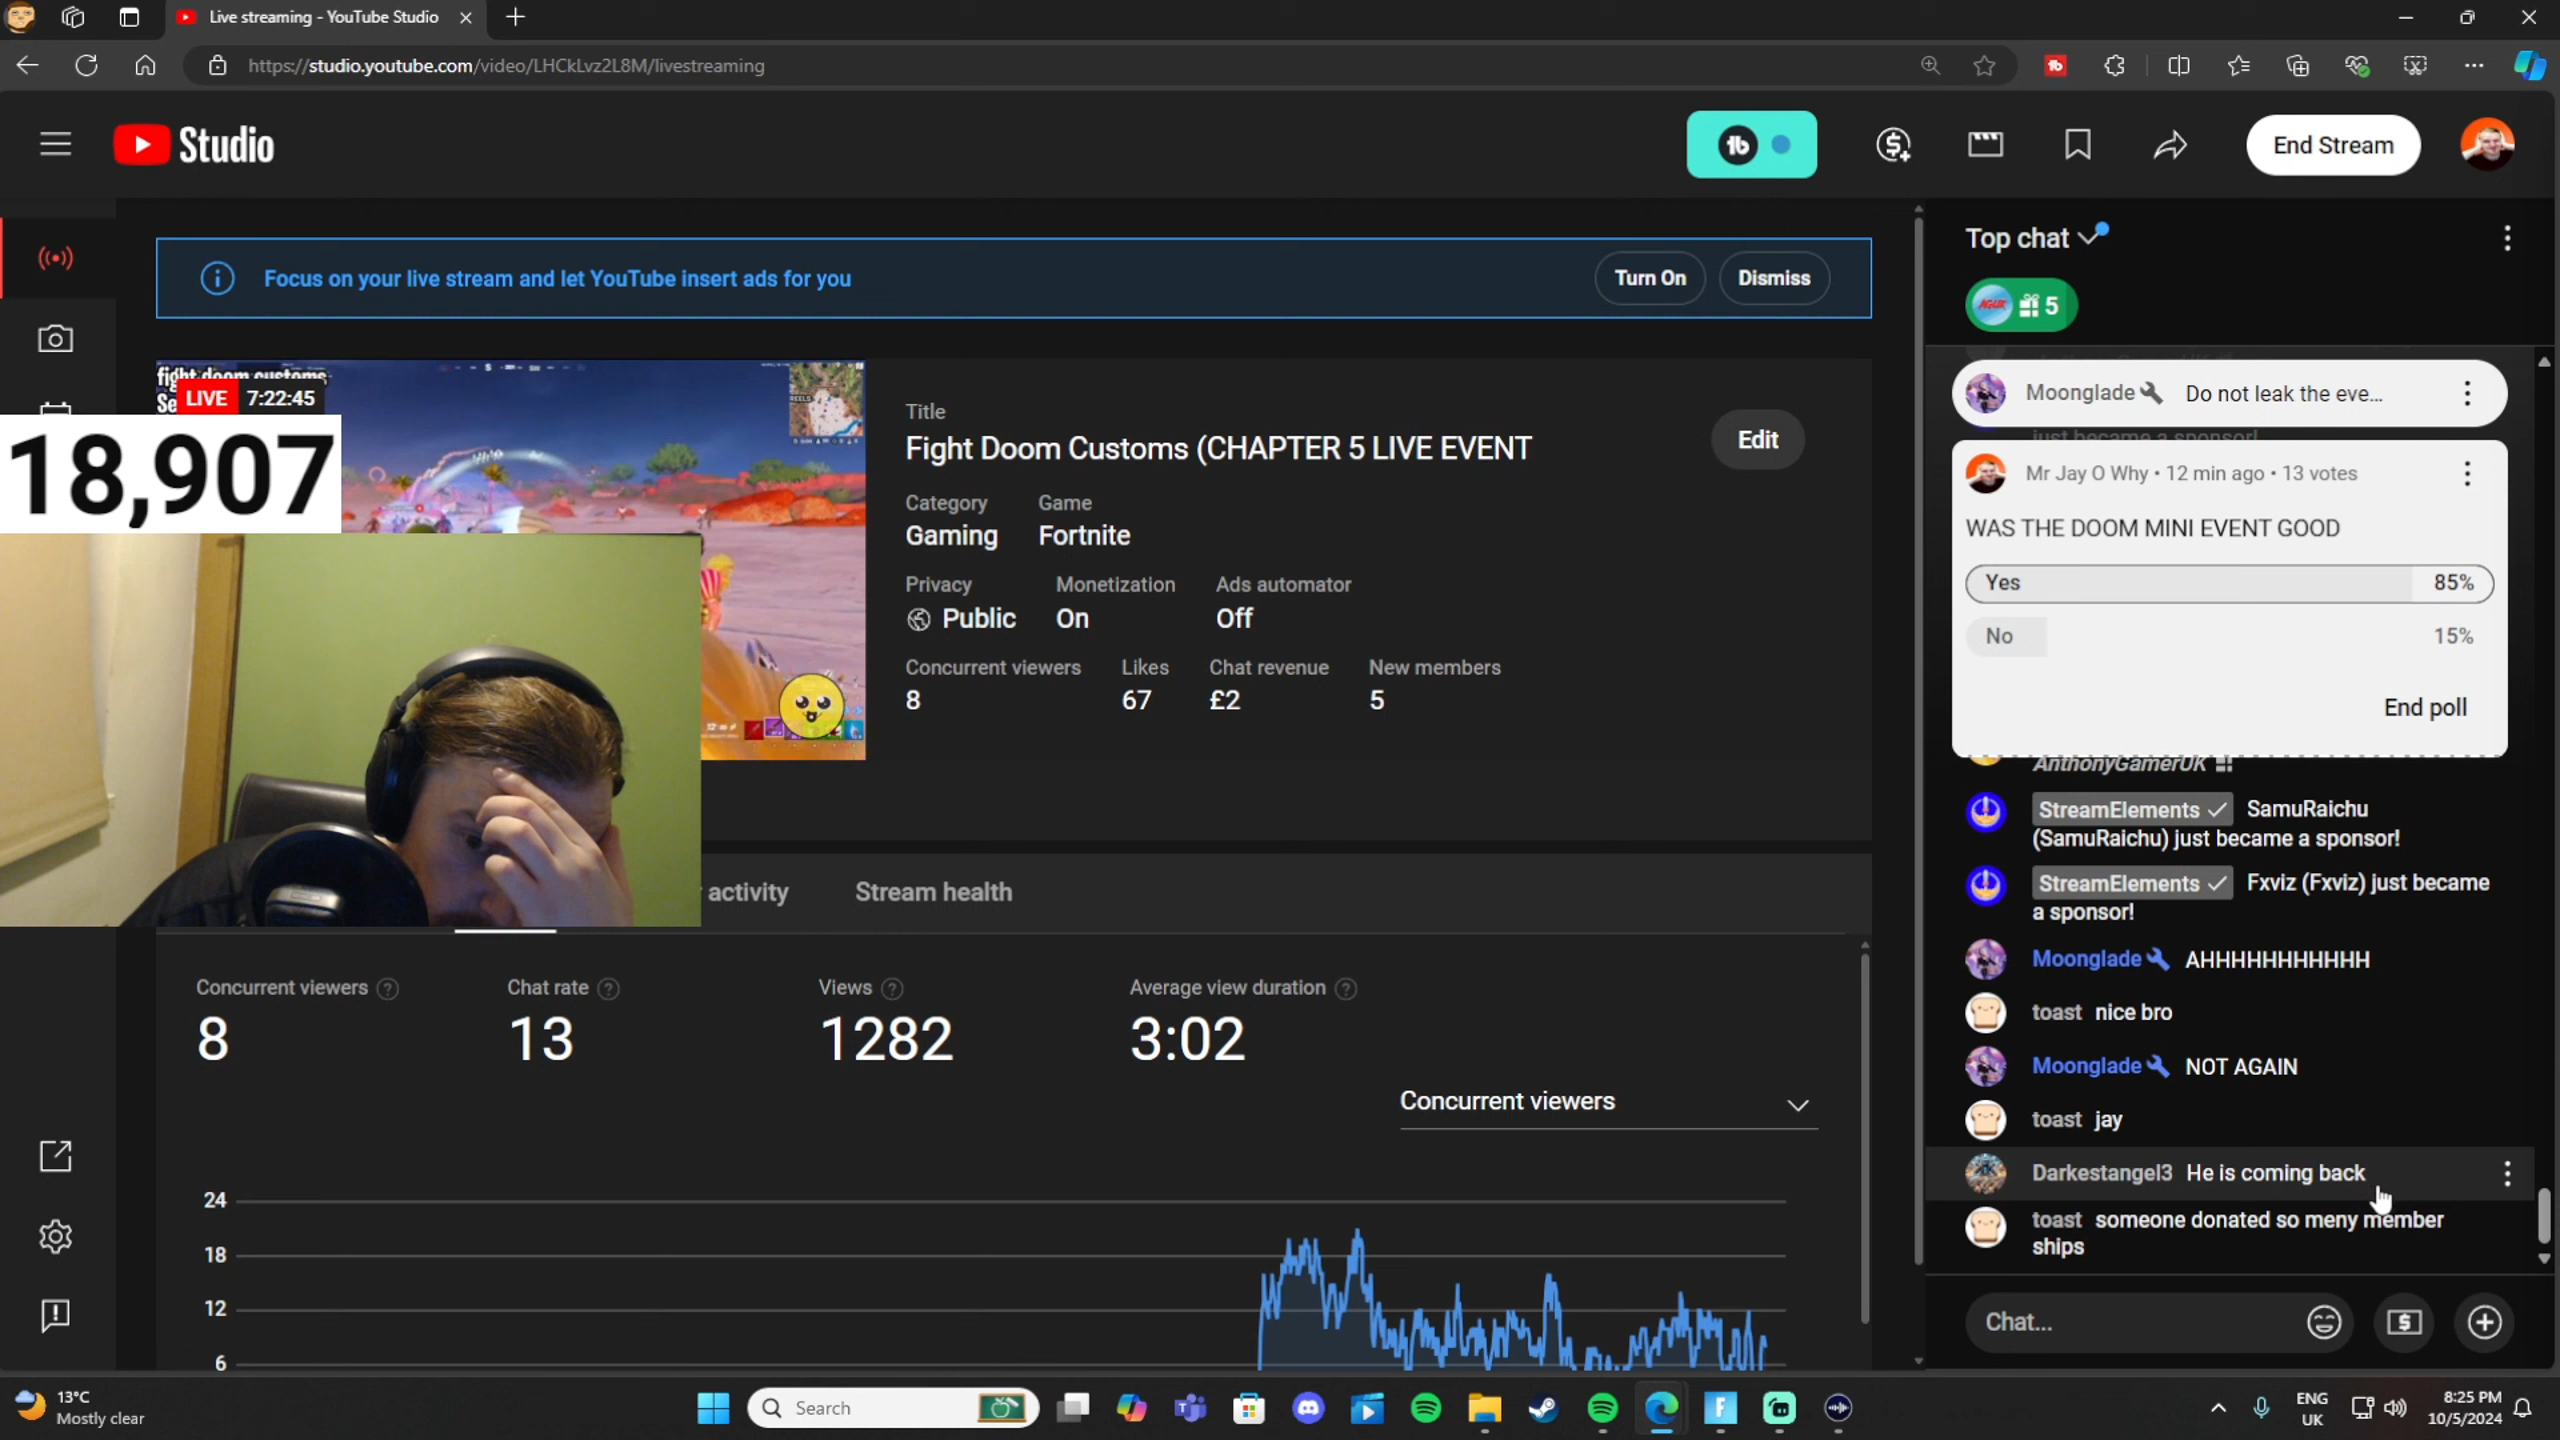 Live streaming - YouTube Studio
https://studio.youtube.com/video/LHCkLvz2L8M/livestreaming
Studio
End Stream
Focus on your live stream and let YouTube insert ads for you
Turn On
Dismiss
fight doom customs
LIVE 7:22:45
18,907
Title
Fight Doom Customs (CHAPTER 5 LIVE EVENT
Edit
Category Game
Gaming Fortnite
Privacy Monetization Ads automator
Public On Off
Concurrent viewers Likes Chat revenue New members
8 67 £2 5
activity
Stream health
Concurrent viewers Chat rate Views Average view duration
8 13 1282 3:02
Concurrent viewers
24
18
12
6
Top chat
5
Moonglade Do not leak the eve...
just became a sponsor!
Mr Jay O Why • 12 min ago • 13 votes
WAS THE DOOM MINI EVENT GOOD
Yes 85%
No 15%
End poll
AnthonyGamerUK
StreamElements SamuRaichu
(SamuRaichu) just became a sponsor!
StreamElements Fxviz (Fxviz) just became
a sponsor!
Moonglade AHHHHHHHHHHH
toast nice bro
Moonglade NOT AGAIN
toast jay
Darkestangel3 He is coming back
toast someone donated so meny member
ships
Chat...
13°C
Mostly clear
Search
ENG
UK
8:25 PM
10/5/2024